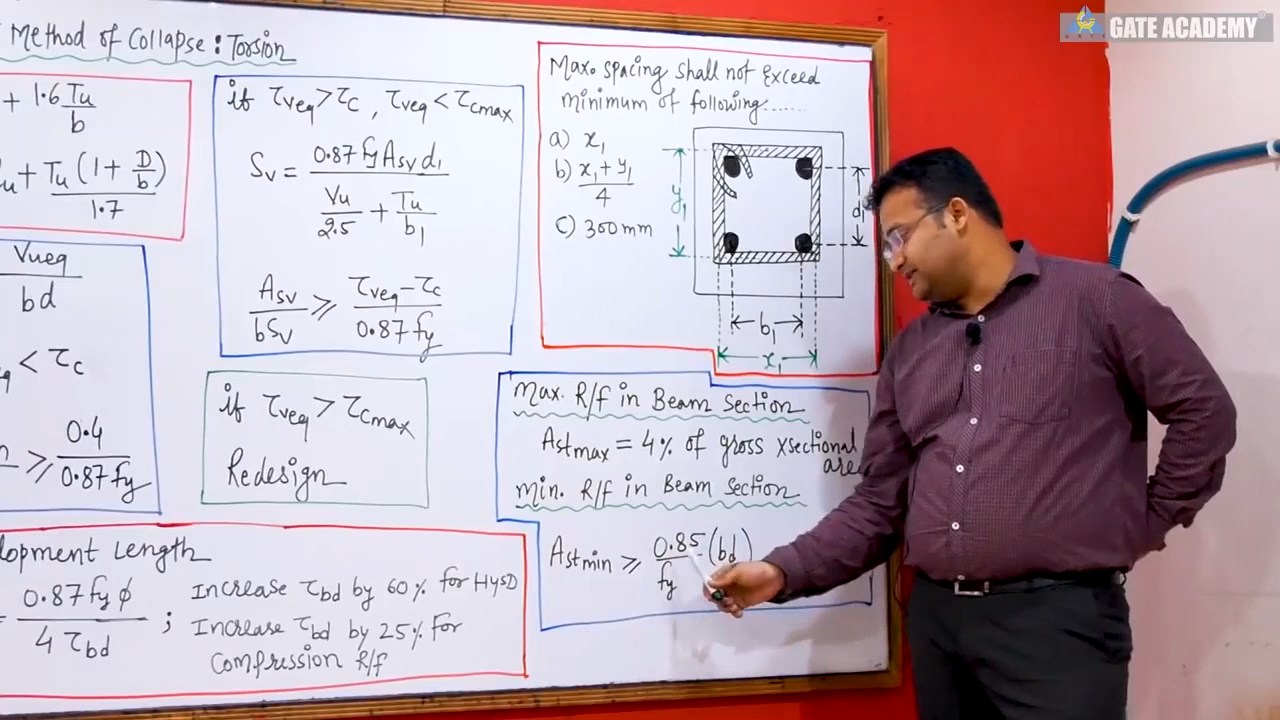 GATE ACADEMY
Method of Collapse : Torsion
+ 1.6 Tu/b
u + Tu(1 + D/b)/1.7
Vueq/bd
q < τc
≥ 0.4/0.87fy
if τveq > τc, τveq < τcmax
Sv = 0.87 fy Asv d1/(Vu/2.5 + Tu/b1)
Asv/bSv ≥ (τveq - τc)/0.87 fy
if τveq > τcmax
Redesign
lopment Length
= 0.87 fy φ/4 τbd ;
Increase τbd by 60% for HYSD
Increase τbd by 25% for
Compression R/f
Max. spacing shall not Exceed
minimum of following.......
a) x1
b) x1 + y1/4
c) 300mm
y1
d1
b1
x1
Max. R/f in Beam Section
Astmax = 4% of gross xsectional
area
min. R/f in Beam Section
Astmin ≥ 0.85/fy (bd)